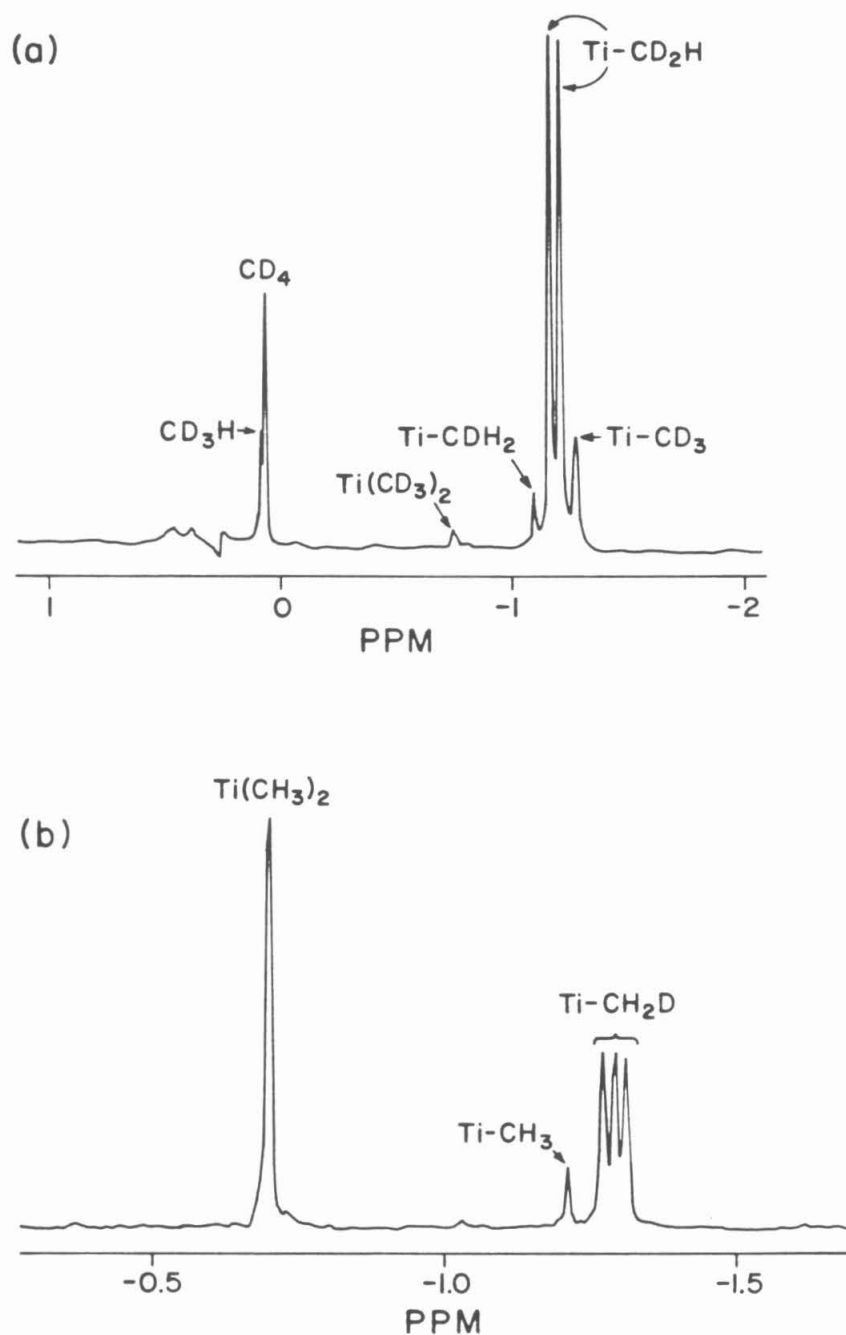 (a)
Ti-CD₂H
CD₄
CD₃H
Ti-CDH₂
Ti-CD₃
Ti(CD₃)₂
1 0 -1 -2
PPM
Ti(CH₃)₂
(b)
Ti-CH₂D
Ti-CH₃
-0.5 -1.0 -1.5
PPM